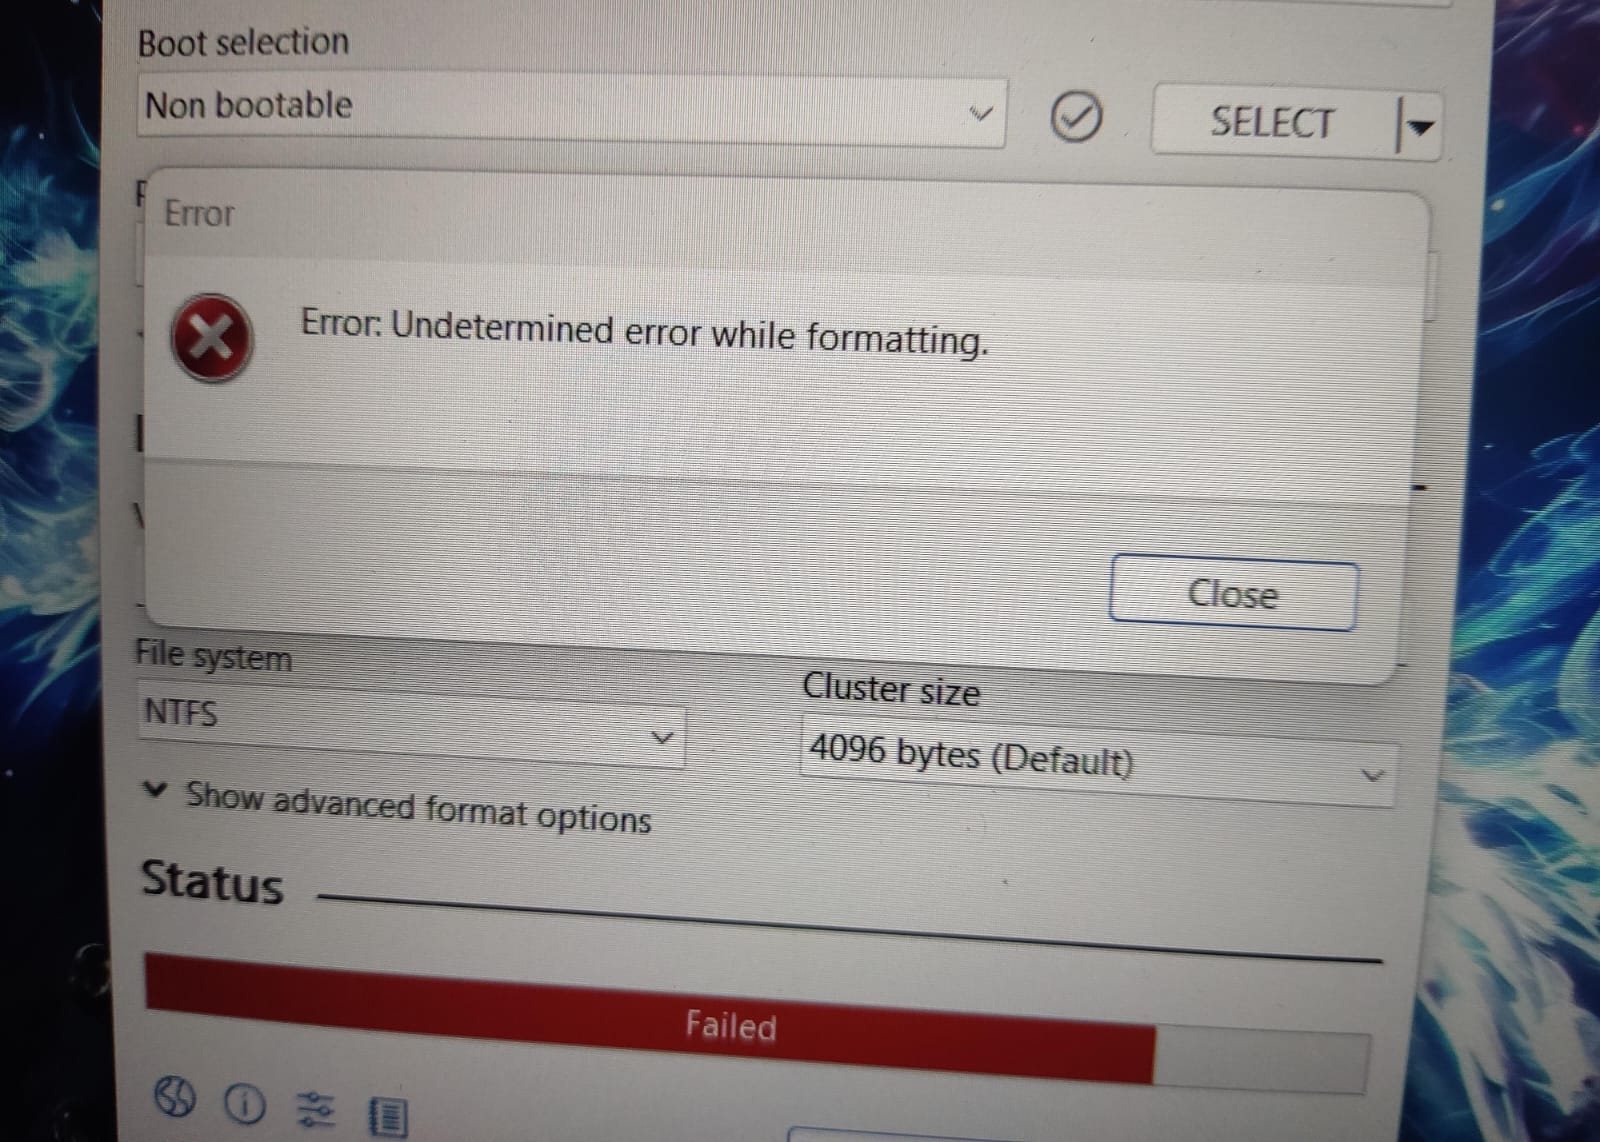 Boot selection
Non bootable
SELECT
Error
Error: Undetermined error while formatting.
Close
File system
Cluster size
NTFS
4096 bytes (Default)
Show advanced format options
Status
Failed